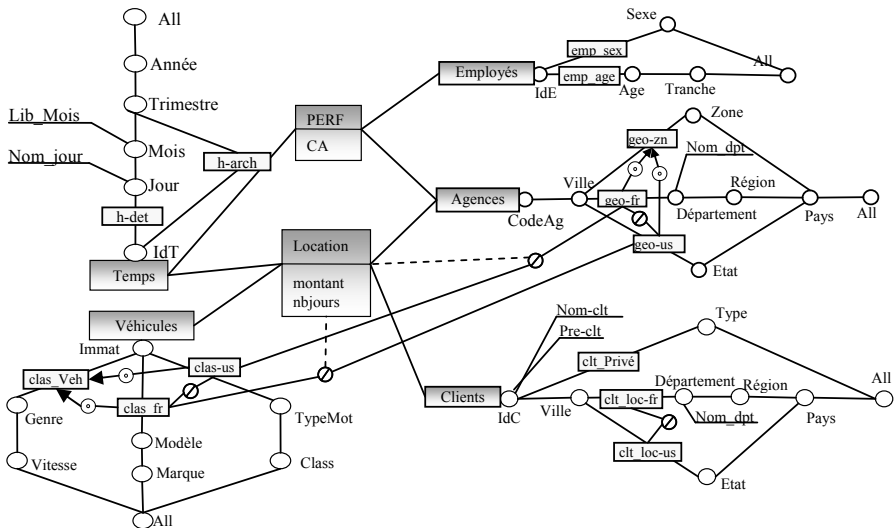 All
Année
Trimestre
Lib_Mois
Mois
Nom_jour
Jour
h-arch
h-det
IdT
Temps
PERF
CA
Location
montant
nbjours
Employés
IdE
emp_sex
Sexe
emp_age
Age
Tranche
All
Agences
CodeAg
Ville
Zone
geo-zn
Nom_dpt
geo-fr
Département
Région
Pays
All
geo-us
Etat
Véhicules
Immat
clas_Veh
clas-us
clas_fr
Genre
TypeMot
Modèle
Vitesse
Marque
Class
All
Nom-clt
Pre-clt
Type
clt_Privé
Clients
IdC
Ville
clt_loc-fr
Département
Région
All
Nom_dpt
Pays
clt_loc-us
Etat